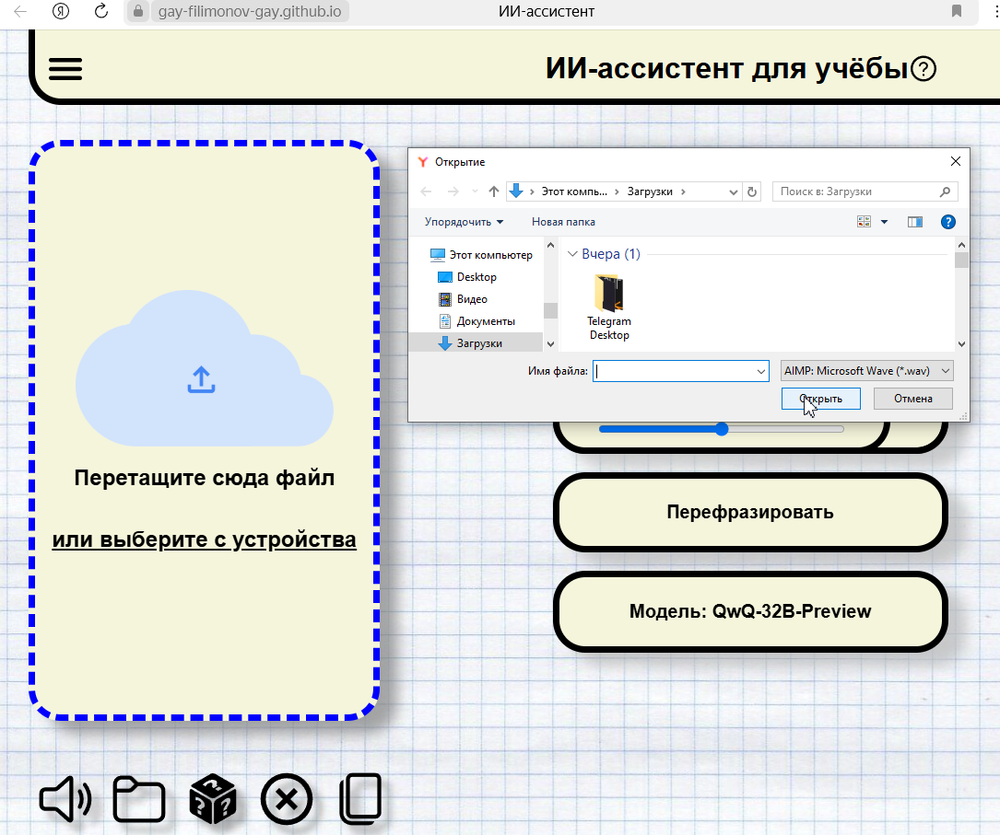 gay-filimonov-gay.github.io
ИИ-ассистент
ИИ-ассистент для учёбы
Открытие
Этот компь... › Загрузки ›
Поиск в: Загрузки
Упорядочить
Новая папка
Этот компьютер
Desktop
Видео
Документы
Загрузки
Вчера (1)
Telegram
Desktop
Имя файла:
AIMP: Microsoft Wave (*.wav)
Открыть
Отмена
Перетащите сюда файл
или выберите с устройства
Перефразировать
Модель: QwQ-32B-Preview